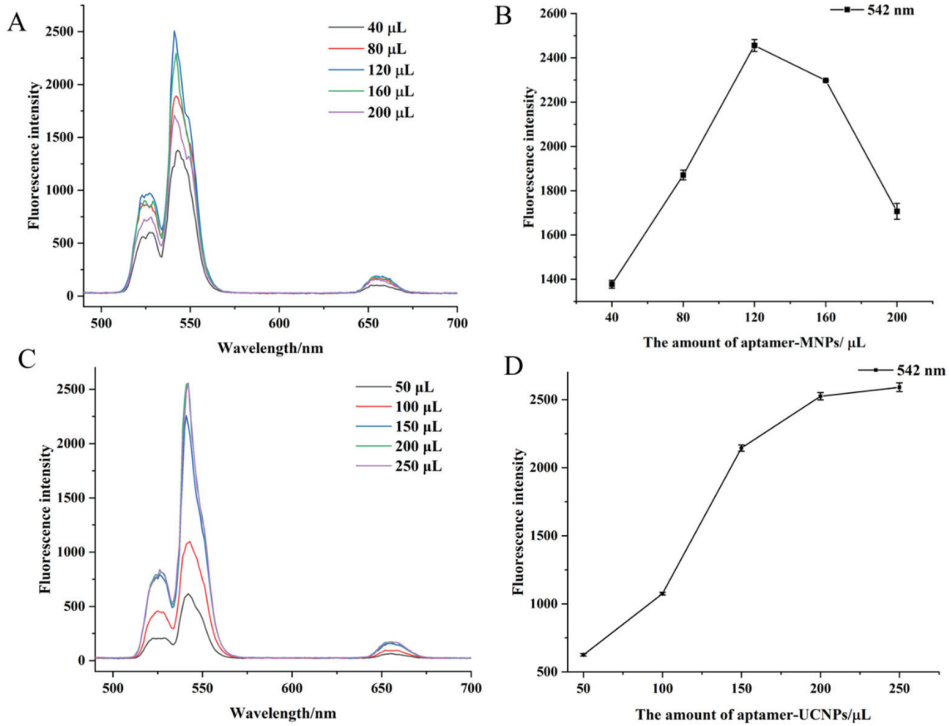 A
2500
2000
1500
1000
500
0
500
550
600
650
700
Fluorescence intensity
Wavelength/nm
40 μL
80 μL
120 μL
160 μL
200 μL
B
542 nm
2600
2400
2200
2000
1800
1600
1400
40
80
120
160
200
Fluorescence intensity
The amount of aptamer-MNPs/ μL
C
2500
2000
1500
1000
500
0
500
550
600
650
700
Fluorescence intensity
Wavelength/nm
50 μL
100 μL
150 μL
200 μL
250 μL
D
542 nm
2500
2000
1500
1000
500
50
100
150
200
250
Fluorescence intensity
The amount of aptamer-UCNPs/μL